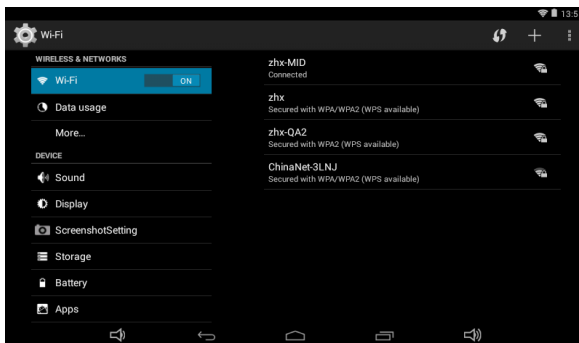 13:5
Wi-Fi
WIRELESS & NETWORKS
Wi-Fi ON
Data usage
More...
DEVICE
Sound
Display
ScreenshotSetting
Storage
Battery
Apps
zhx-MID
Connected
zhx
Secured with WPA/WPA2 (WPS available)
zhx-QA2
Secured with WPA2 (WPS available)
ChinaNet-3LNJ
Secured with WPA/WPA2 (WPS available)